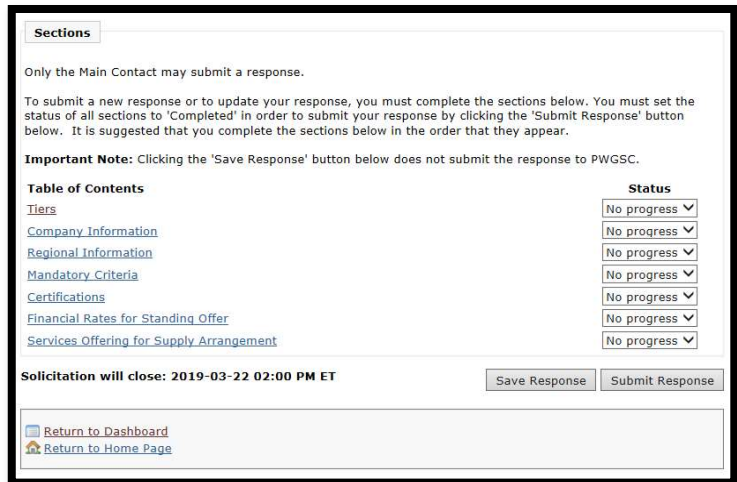 Sections
Only the Main Contact may submit a response.
To submit a new response or to update your response, you must complete the sections below. You must set the
status of all sections to 'Completed' in order to submit your response by clicking the 'Submit Response' button
below.  It is suggested that you complete the sections below in the order that they appear.
Important Note: Clicking the 'Save Response' button below does not submit the response to PWGSC.
Table of Contents Status
Tiers No progress
Company Information No progress
Regional Information No progress
Mandatory Criteria No progress
Certifications No progress
Financial Rates for Standing Offer No progress
Services Offering for Supply Arrangement No progress
Solicitation will close: 2019-03-22 02:00 PM ET Save Response Submit Response
Return to Dashboard
Return to Home Page